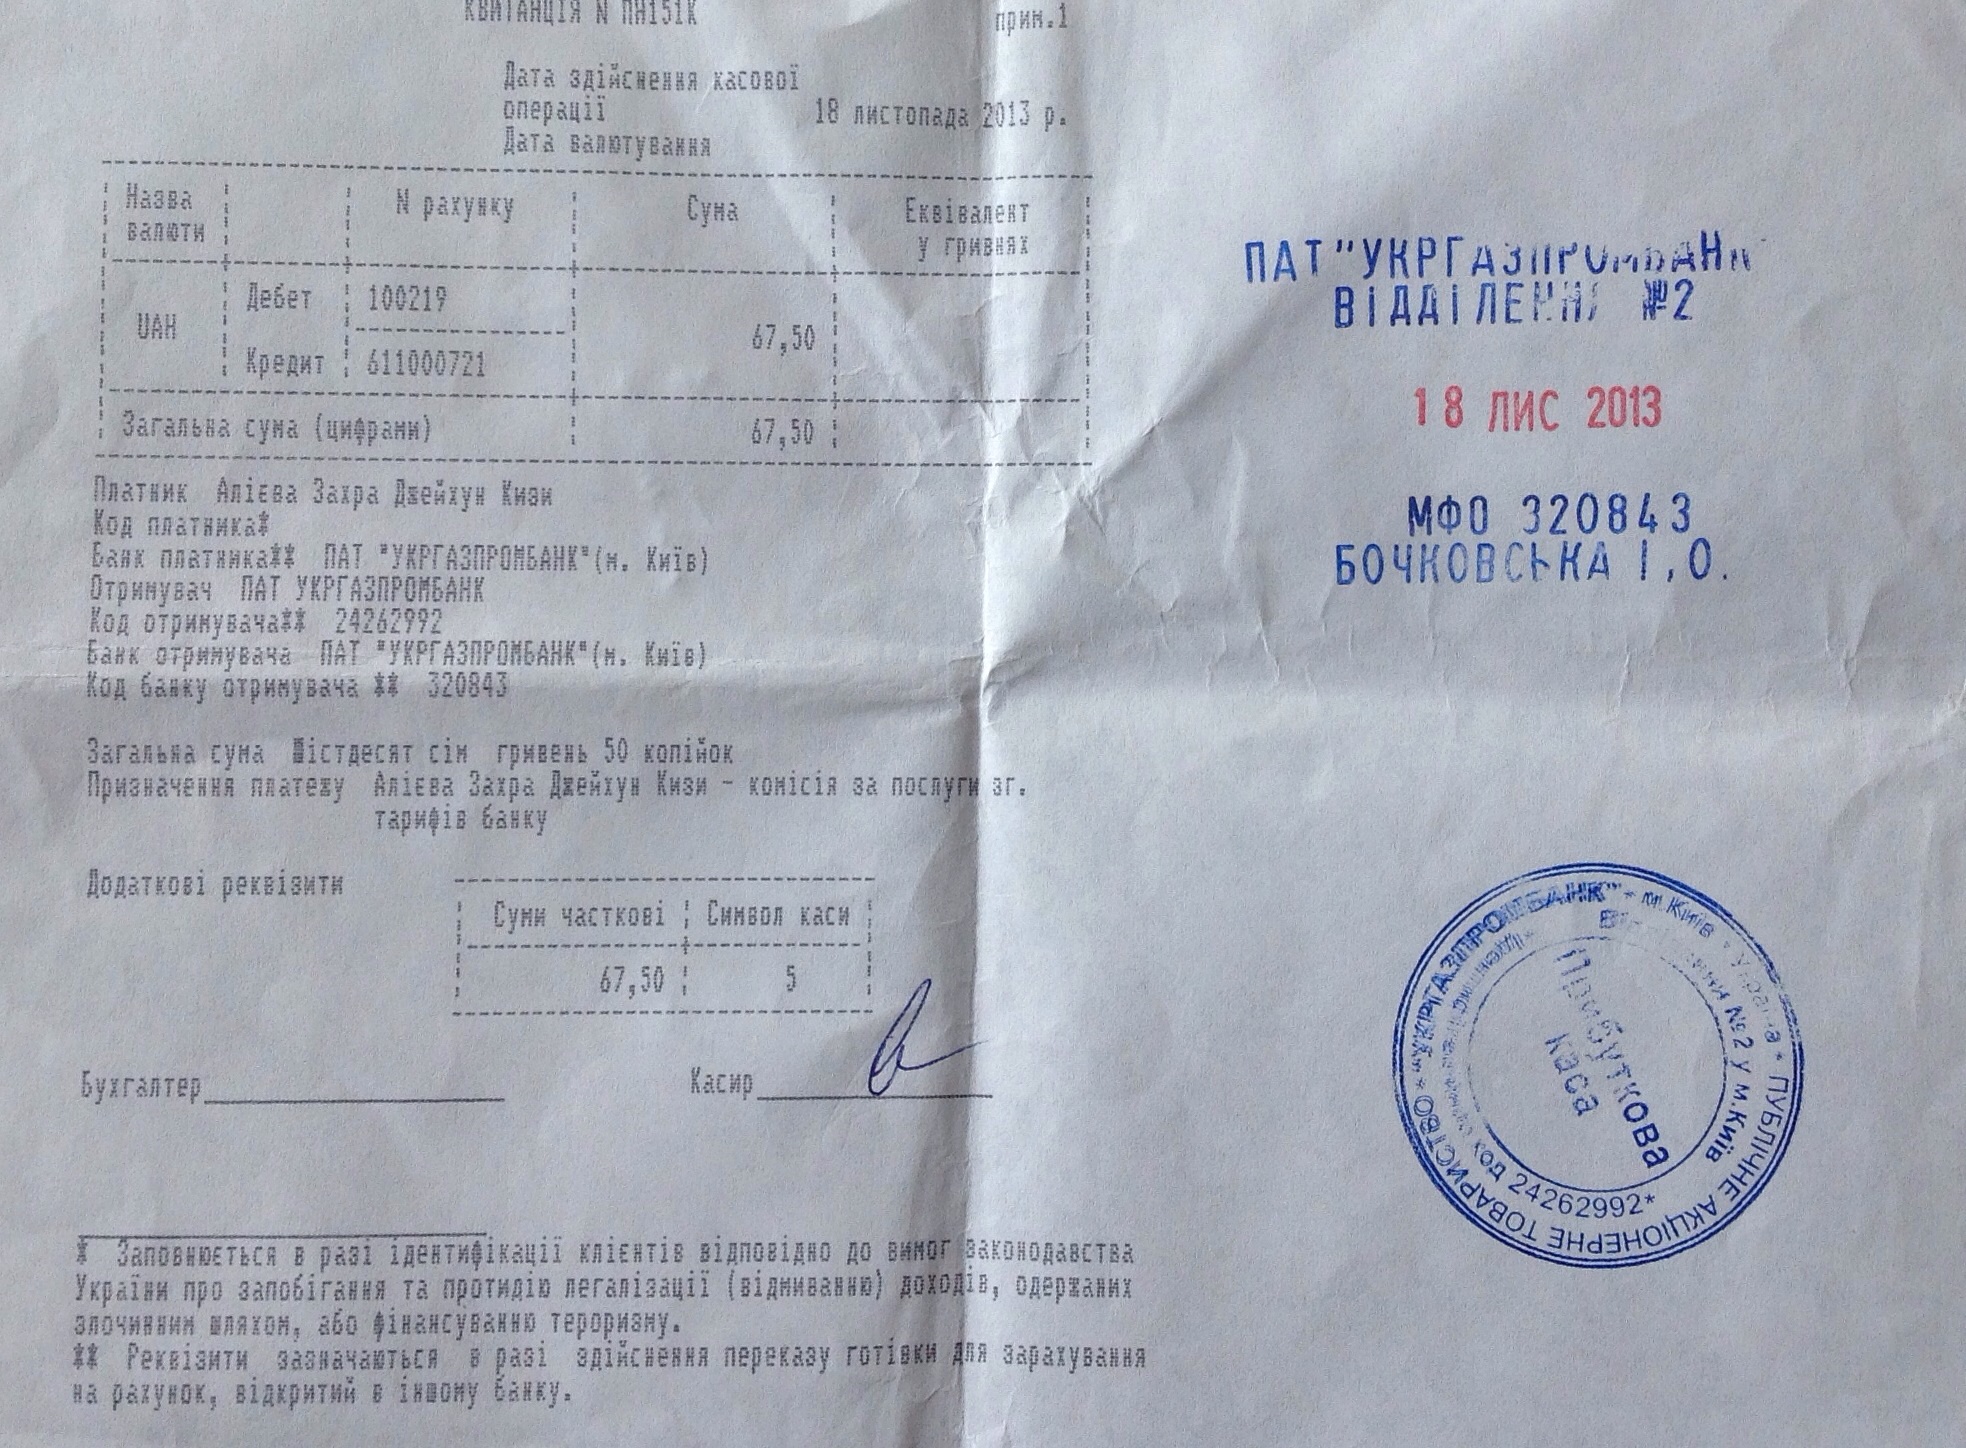 КВИТАНЦІЯ N ПН151К
прим.1
Дата здійснення касової
операції 18 листопада 2013 р.
Дата валютування
Назва валюти N рахунку Сума Еквівалент у гривнях
UAH Дебет 100219 67,50
Кредит 611000721
Загальна сума (цифрами) 67,50
Платник Алієва Захра Джейхун Кизи
Код платника*
Банк платника** ПАТ "УКРГАЗПРОМБАНК"(м. Київ)
Отримувач ПАТ УКРГАЗПРОМБАНК
Код отримувача** 24262992
Банк отримувача ПАТ "УКРГАЗПРОМБАНК"(м. Київ)
Код банку отримувача ** 320843
Загальна сума Шістдесят сім гривень 50 копійок
Призначення платежу Алієва Захра Джейхун Кизи - комісія за послуги зг.
тарифів банку
Додаткові реквізити
Суми часткові Символ каси
67,50 5
Бухгалтер Касир
* Заповнюється в разі ідентифікації клієнтів відповідно до вимог законодавства
України про запобігання та протидію легалізації (відмиванню) доходів, одержаних
злочинним шляхом, або фінансуванню тероризму.
** Реквізити зазначаються в разі здійснення переказу готівки для зарахування
на рахунок, відкритий в іншому банку.
ПАТ "УКРГАЗПРОМБАНК"
ВІДДІЛЕННЯ №2
18 ЛИС 2013
МФО 320843
БОЧКОВСЬКА І.О.
ПУБЛІЧНЕ АКЦІОНЕРНЕ ТОВАРИСТВО * "УКРГАЗПРОМБАНК" * м. Київ * Україна *
№2 у м.Київ
код 24262992*
Прибуткова
каса